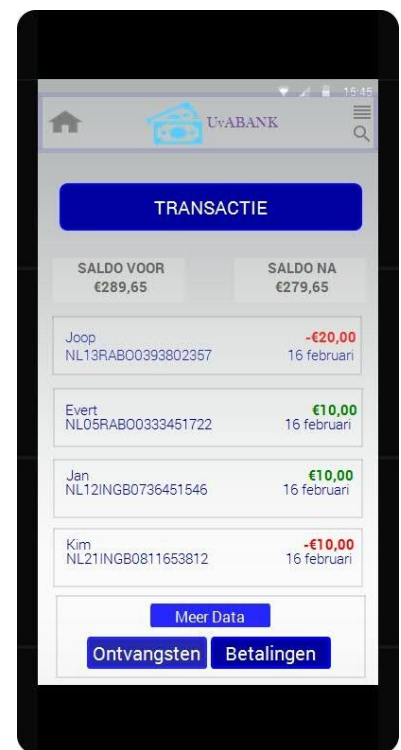 15:45
UvABANK
TRANSACTIE
SALDO VOOR
€289,65
SALDO NA
€279,65
Joop
-€20,00
NL13RABO0393802357
16 februari
Evert
€10,00
NL05RABO0333451722
16 februari
Jan
€10,00
NL12INGB0736451546
16 februari
Kim
-€10,00
NL21INGB0811653812
16 februari
Meer Data
Ontvangsten
Betalingen